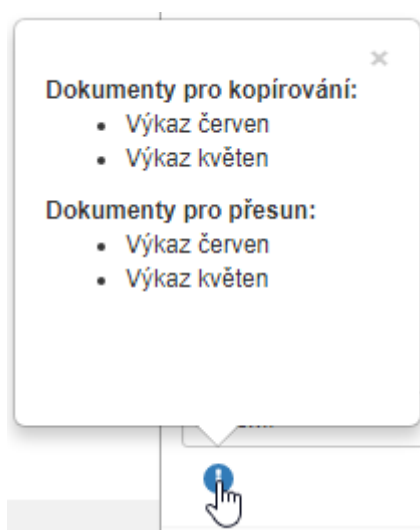 ×
Dokumenty pro kopírování:
• Výkaz červen
• Výkaz květen
Dokumenty pro přesun:
• Výkaz červen
• Výkaz květen
i